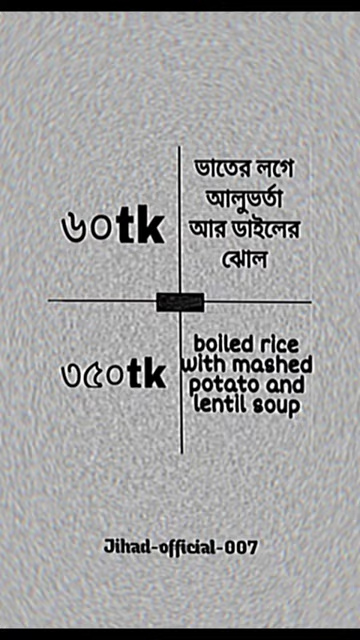 ৬০tk
ভাতের লগে
আলুভর্তা
আর ডাইলের
ঝোল
৩৫০tk
boiled rice
with mashed
potato and
lentil soup
Jihad-official-007